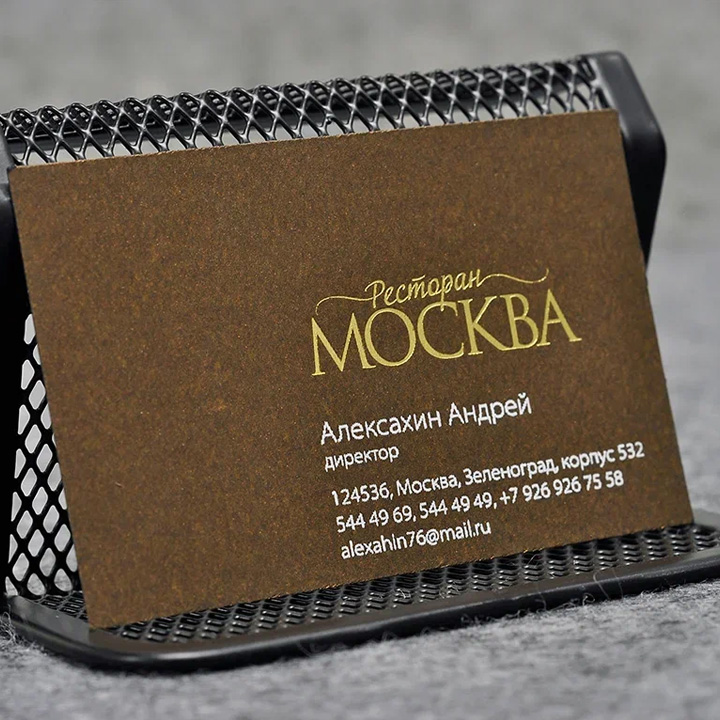 Ресторан
МОСКВА
Алексахин Андрей
директор
124536, Москва, Зеленоград, корпус 532
544 49 69, 544 49 49, +7 926 926 75 58
alexahin76@mail.ru